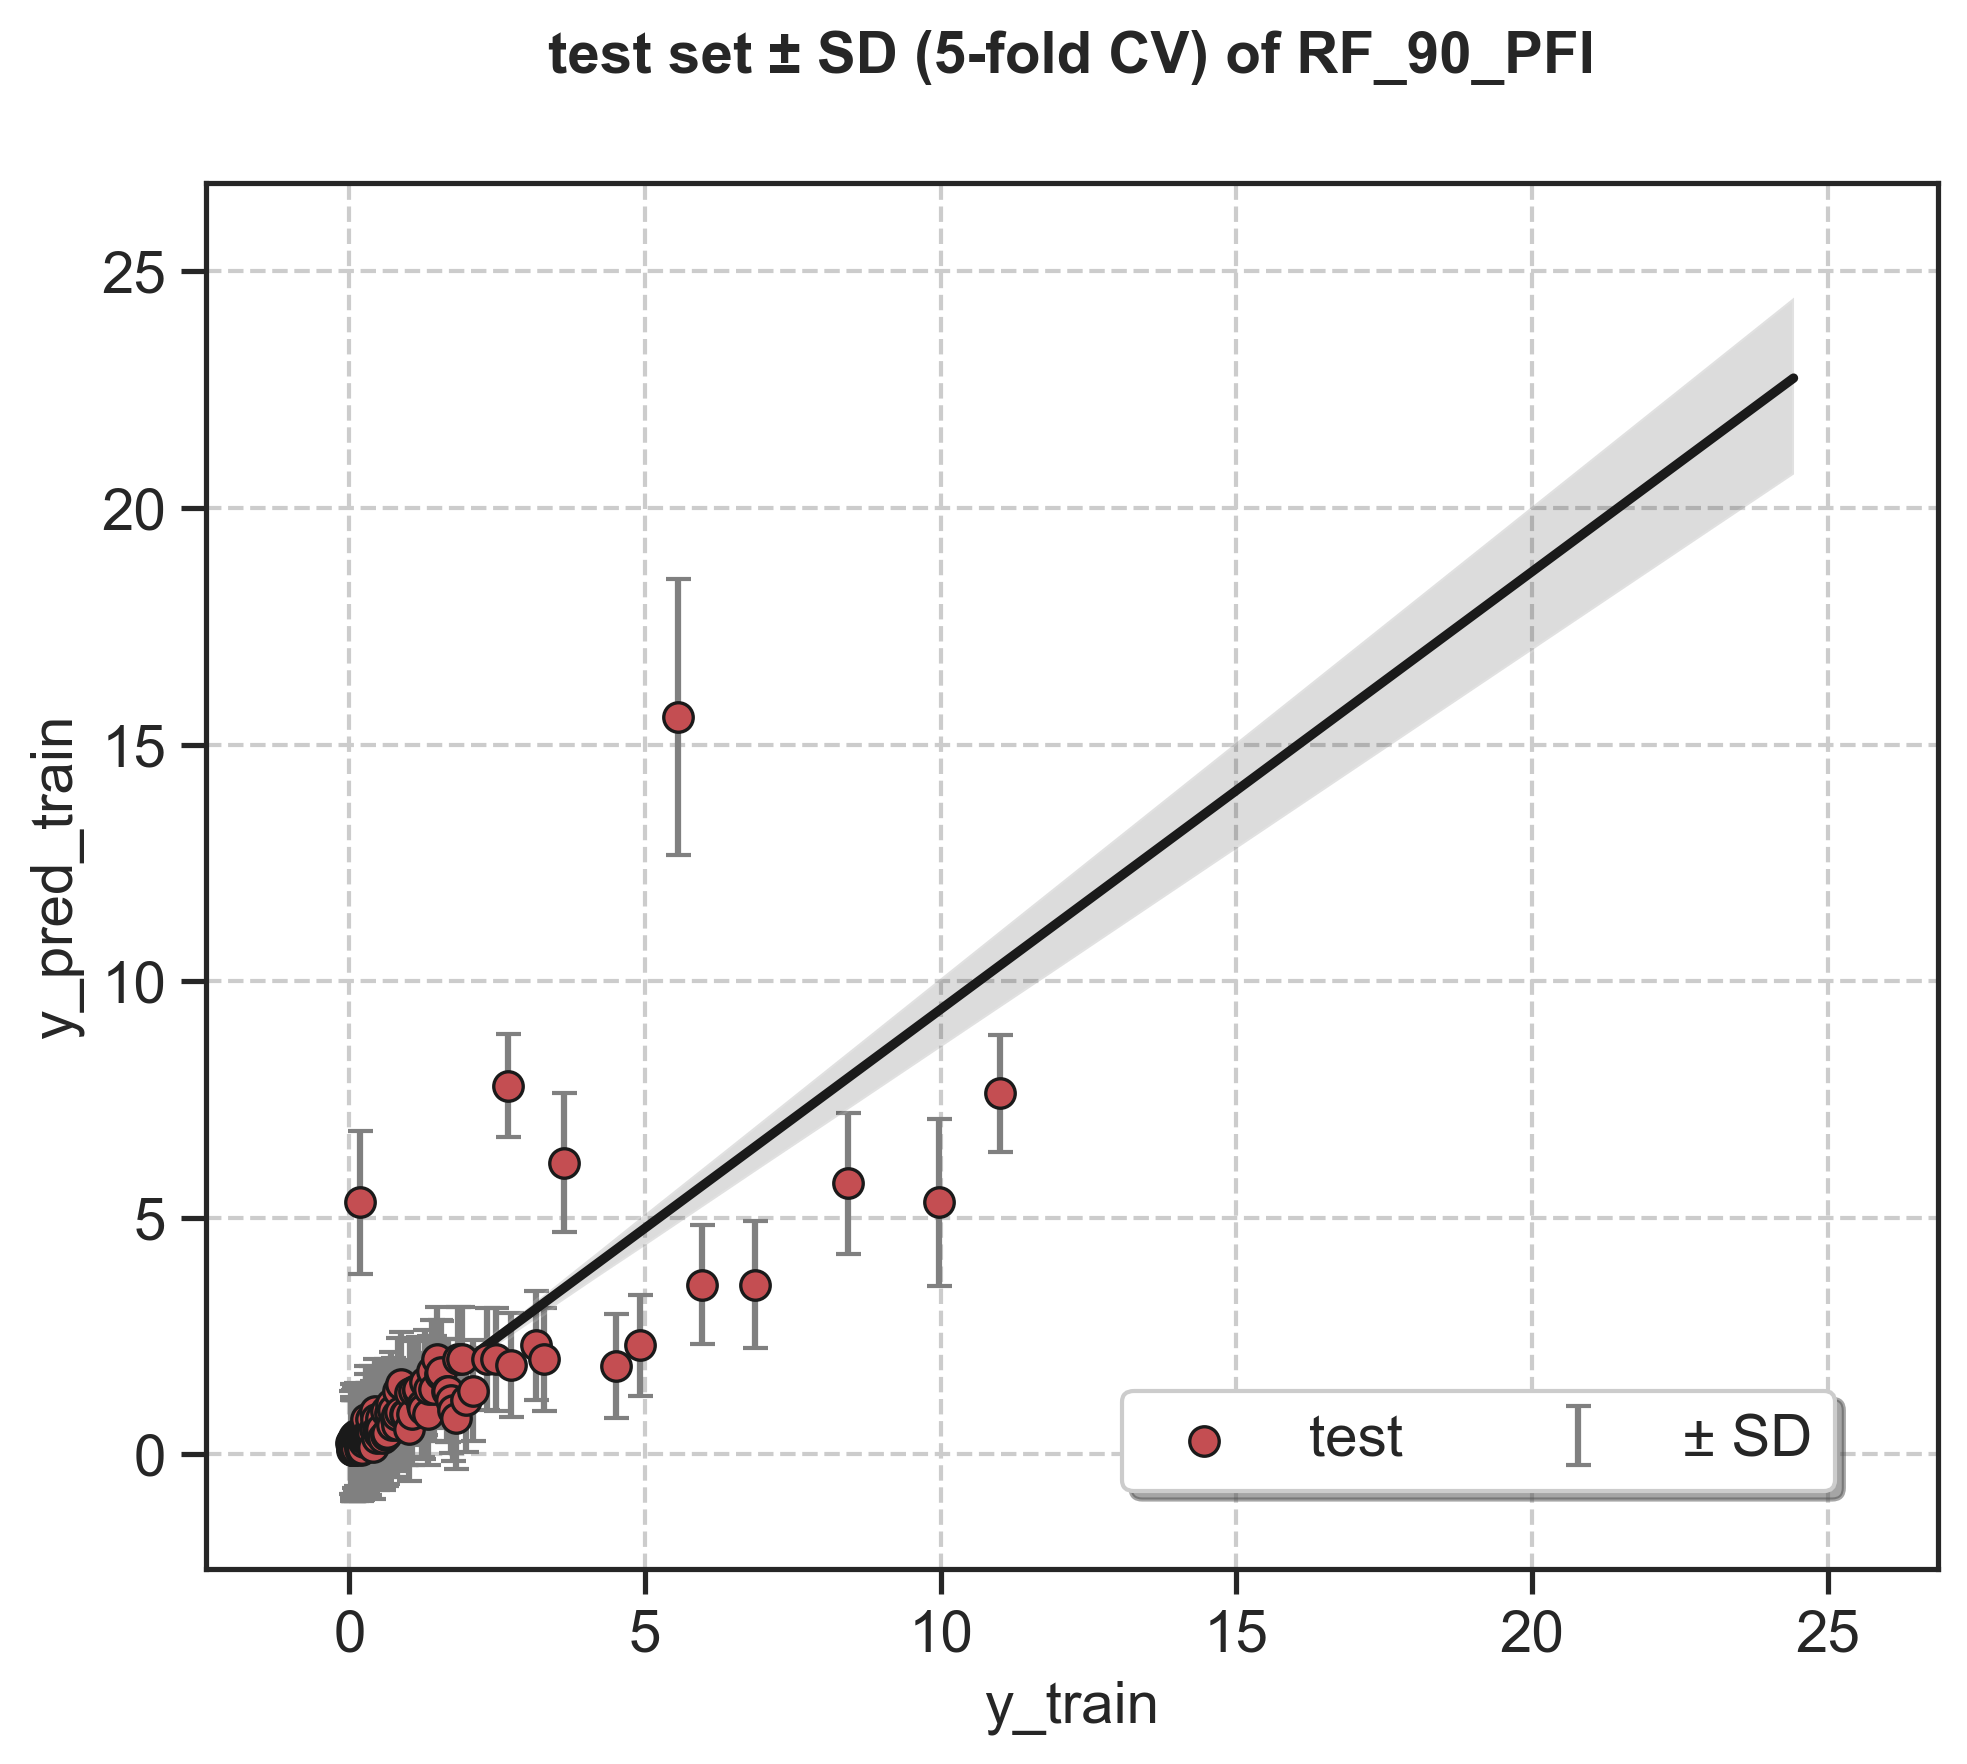 test set ± SD (5-fold CV) of RF_90_PFI
25
20
15
10
5
0
y_pred_train
test
± SD
0 5 10 15 20 25
y_train